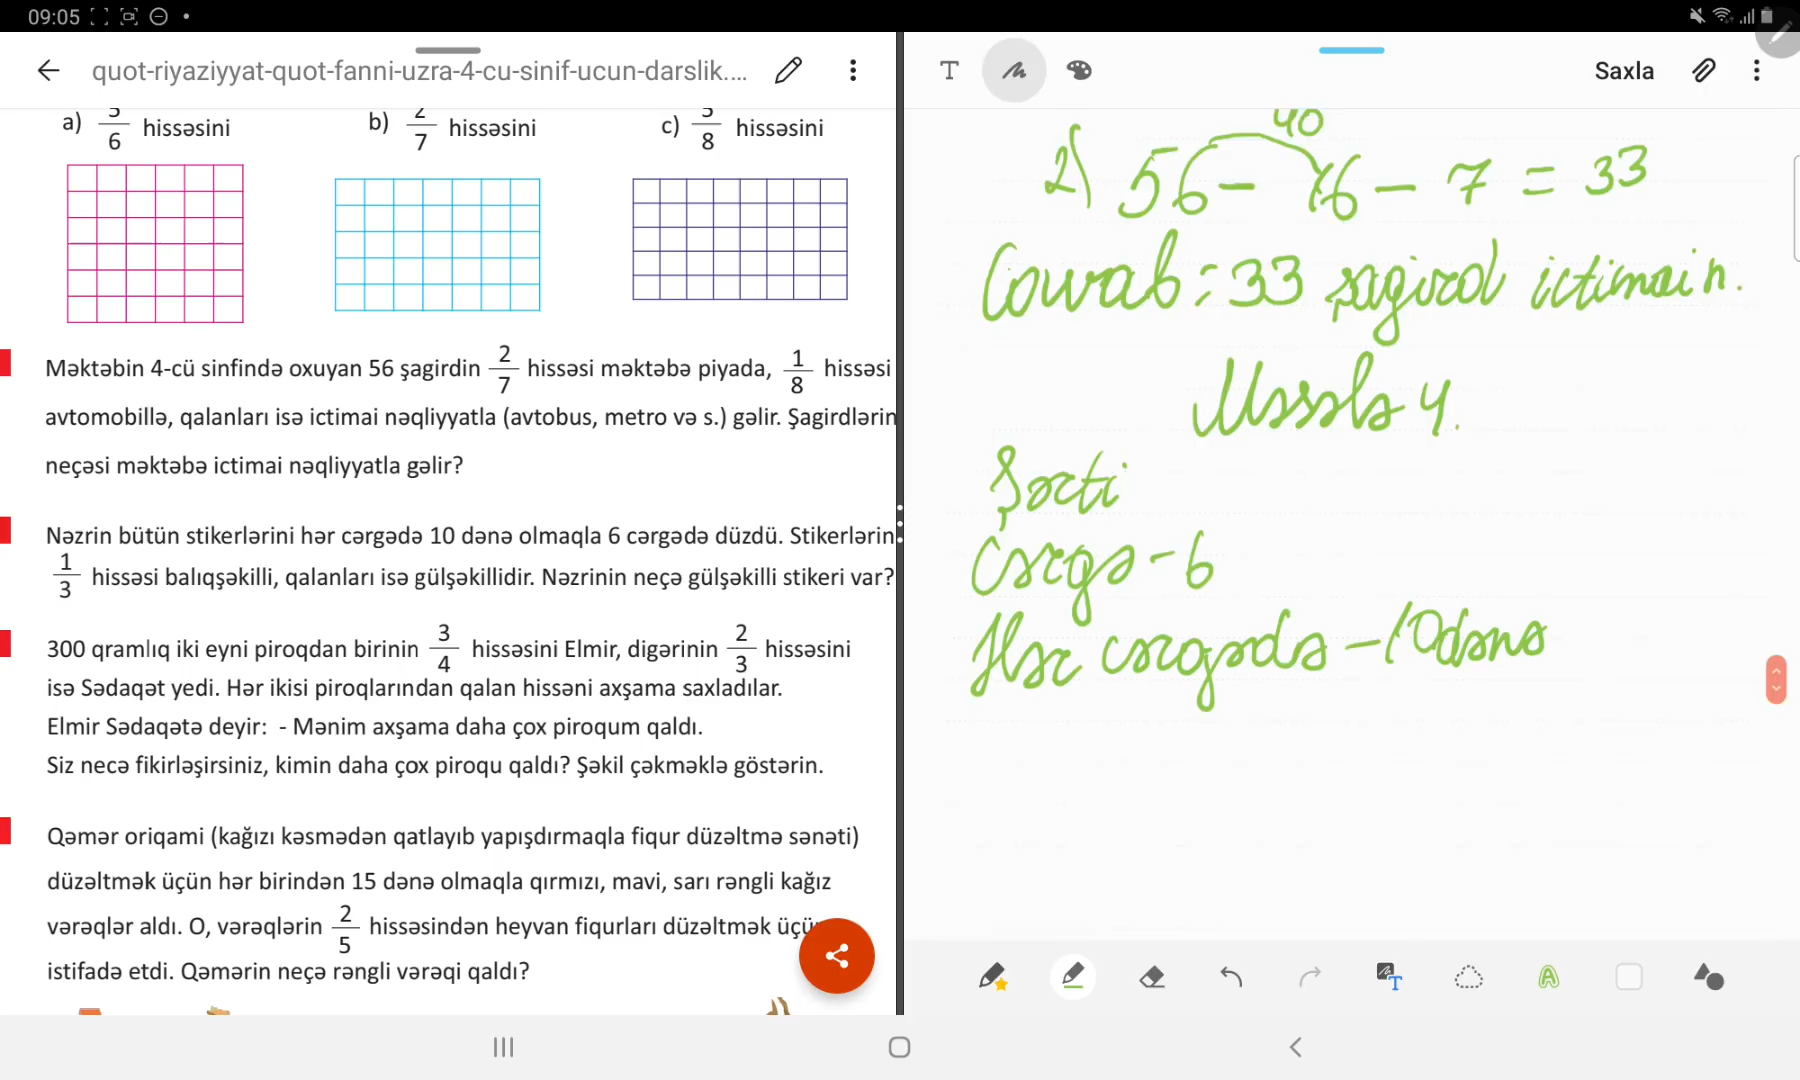 09:05
quot-riyaziyyat-quot-fanni-uzra-4-cu-sinif-ucun-darslik....
a) 5/6 hissəsini b) 2/7 hissəsini c) 5/8 hissəsini
Məktəbin 4-cü sinfində oxuyan 56 şagirdin 2/7 hissəsi məktəbə piyada, 1/8 hissəsi
avtomobillə, qalanları isə ictimai nəqliyyatla (avtobus, metro və s.) gəlir. Şagirdlərin
neçəsi məktəbə ictimai nəqliyyatla gəlir?
Nəzrin bütün stikerlərini hər cərgədə 10 dənə olmaqla 6 cərgədə düzdü. Stikerlərin
1/3 hissəsi balıqşəkilli, qalanları isə gülşəkillidir. Nəzrinin neçə gülşəkilli stikeri var?
300 qramlıq iki eyni piroqdan birinin 3/4 hissəsini Elmir, digərinin 2/3 hissəsini
isə Sədaqət yedi. Hər ikisi piroqlarından qalan hissəni axşama saxladılar.
Elmir Sədaqətə deyir: - Mənim axşama daha çox piroqum qaldı.
Siz necə fikirləşirsiniz, kimin daha çox piroqu qaldı? Şəkil çəkməklə göstərin.
Qəmər oriqami (kağızı kəsmədən qatlayıb yapışdırmaqla fiqur düzəltmə sənəti)
düzəltmək üçün hər birindən 15 dənə olmaqla qırmızı, mavi, sarı rəngli kağız
vərəqlər aldı. O, vərəqlərin 2/5 hissəsindən heyvan fiqurları düzəltmək üçü
istifadə etdi. Qəmərin neçə rəngli vərəqi qaldı?
Saxla
40
2) 56 - 16 - 7 = 33
Cavab: 33 şagird ictimai n.
Məsələ 4.
Şərti
Cərgə - 6
Hər cərgədə - 10 dənə